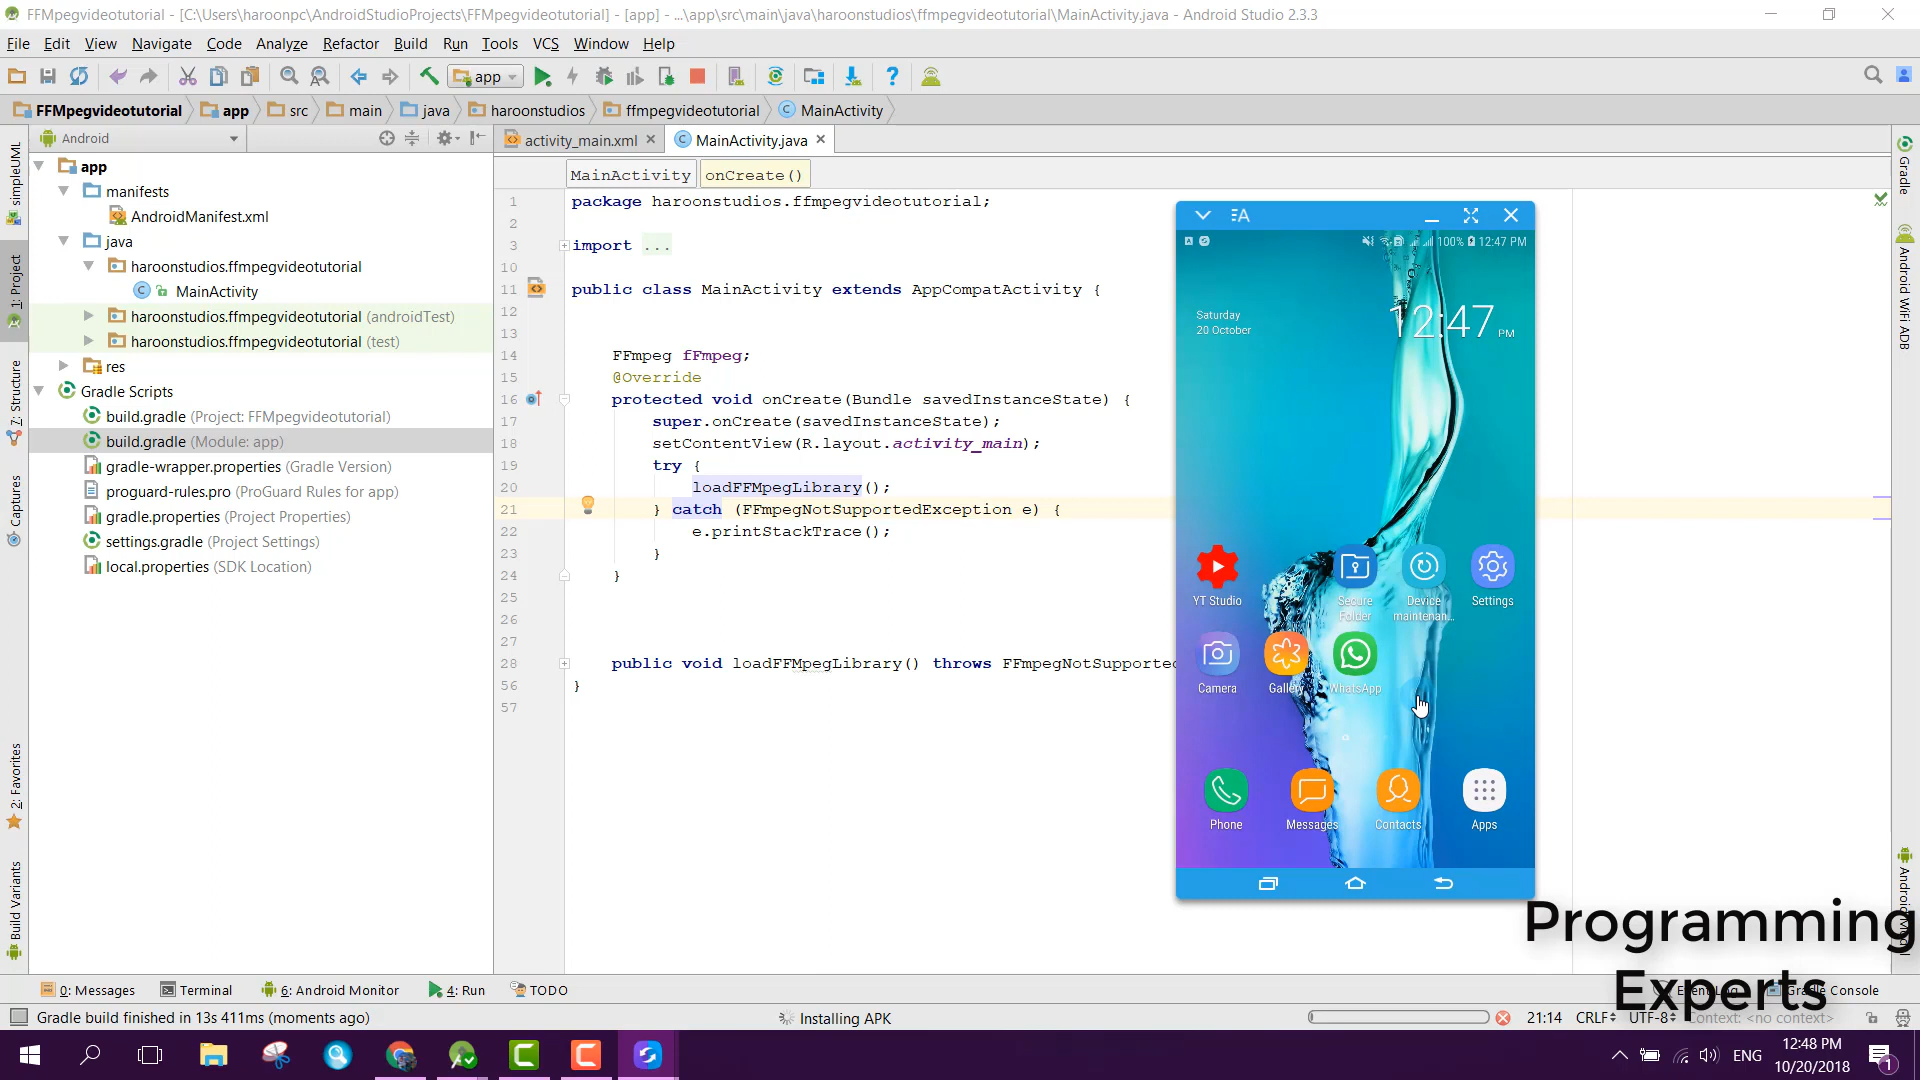 FFMpegvideotutorial - [C:\Users\haroonpc\AndroidStudioProjects\FFMpegvideotutorial] - [app] - ...\app\src\main\java\haroonstudios\ffmpegvideotutorial\MainActivity.java - Android Studio 2.3.3
File Edit View Navigate Code Analyze Refactor Build Run Tools VCS Window Help
app
FFMpegvideotutorial app src main java haroonstudios ffmpegvideotutorial MainActivity
Android
activity_main.xml MainActivity.java
MainActivity onCreate()
simpleUML
1: Project
7: Structure
Captures
2: Favorites
Build Variants
app
manifests
AndroidManifest.xml
java
haroonstudios.ffmpegvideotutorial
MainActivity
haroonstudios.ffmpegvideotutorial (androidTest)
haroonstudios.ffmpegvideotutorial (test)
res
Gradle Scripts
build.gradle (Project: FFMpegvideotutorial)
build.gradle (Module: app)
gradle-wrapper.properties (Gradle Version)
proguard-rules.pro (ProGuard Rules for app)
gradle.properties (Project Properties)
settings.gradle (Project Settings)
local.properties (SDK Location)
1 package haroonstudios.ffmpegvideotutorial;
2
3 import ...
10
11 public class MainActivity extends AppCompatActivity {
12
13
14 FFmpeg fFmpeg;
15 @Override
16 protected void onCreate(Bundle savedInstanceState) {
17 super.onCreate(savedInstanceState);
18 setContentView(R.layout.activity_main);
19 try {
20 loadFFMpegLibrary();
21 } catch (FFmpegNotSupportedException e) {
22 e.printStackTrace();
23 }
24 }
25
26
27
28 public void loadFFMpegLibrary() throws FFmpegNotSupported
56 }
57
A
100% 12:47 PM
Saturday
20 October
12:47 PM
YT Studio
Secure Folder
Device maintenan...
Settings
Camera
Gallery
WhatsApp
Phone
Messages
Contacts
Apps
Gradle
Android WiFi ADB
Programming
Experts
0: Messages Terminal 6: Android Monitor 4: Run TODO Event Log Gradle Console
Gradle build finished in 13s 411ms (moments ago)
Installing APK
21:14 CRLF UTF-8 Context: <no context>
ENG
12:48 PM
10/20/2018
1